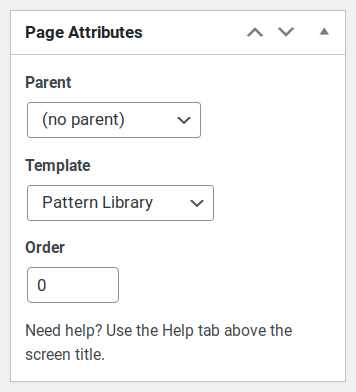 Page Attributes
Parent
(no parent)
Template
Pattern Library
Order
0
Need help? Use the Help tab above the
screen title.